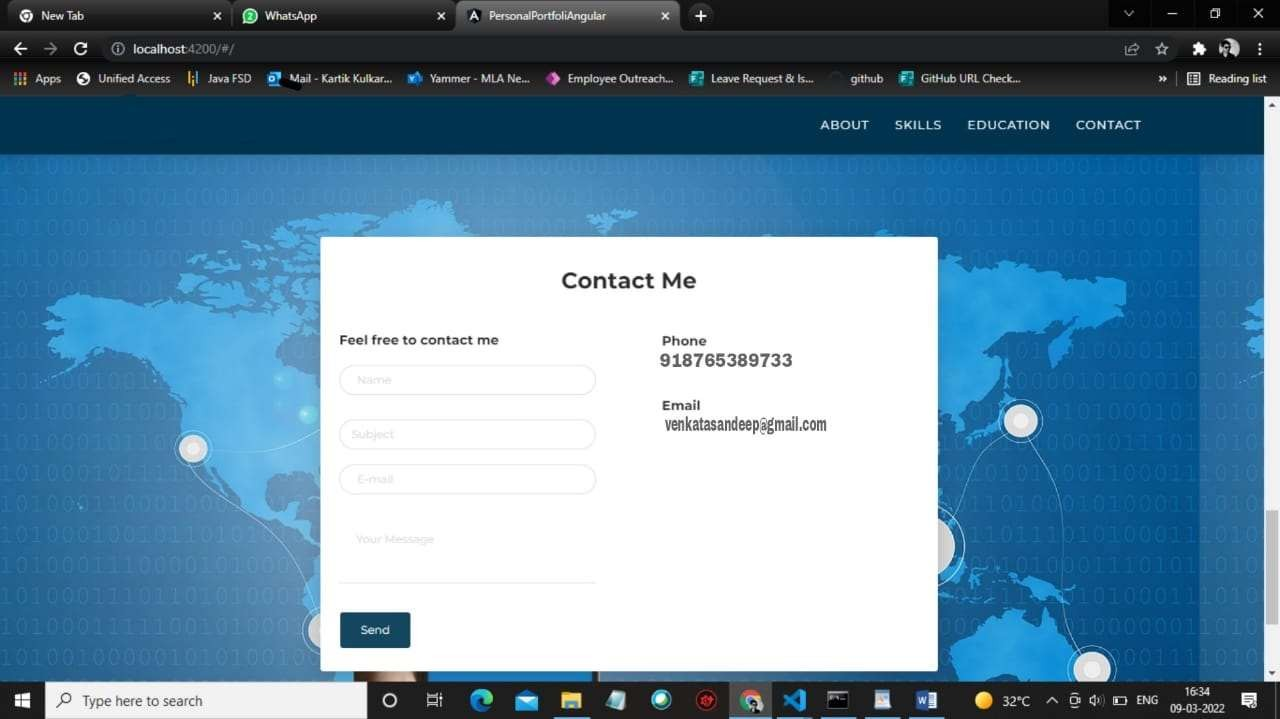 New Tab
WhatsApp
PersonalPortfoliAngular
localhost:4200/#/
Apps
Unified Access
Java FSD
Mail - Kartik Kulkar...
Yammer - MLA Ne...
Employee Outreach...
Leave Request & Is...
github
GitHub URL Check...
»
Reading list
ABOUT
SKILLS
EDUCATION
CONTACT
Contact Me
Feel free to contact me
Name
Subject
E-mail
Your Message
Send
Phone
918765389733
Email
venkatasandeep@gmail.com
Type here to search
32°C
ENG
16:34
09-03-2022